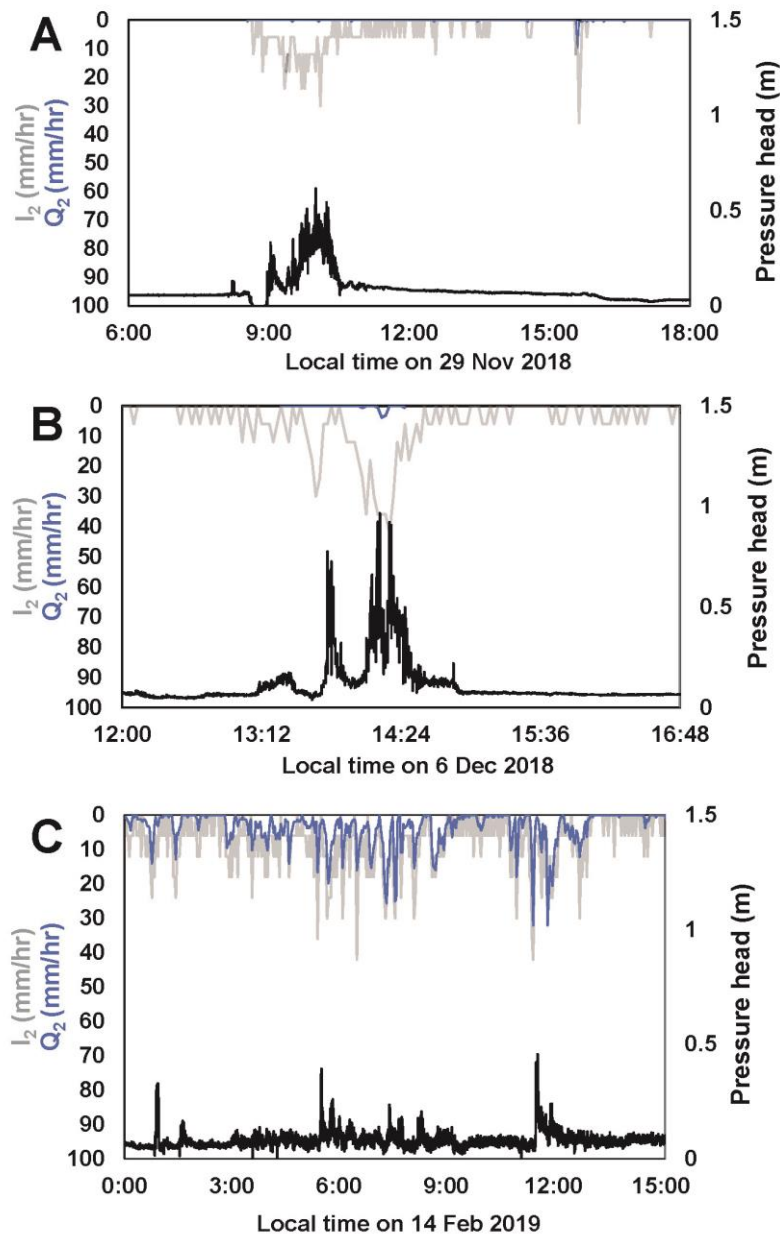 A
I₂ (mm/hr)
Q₂ (mm/hr)
0
10
20
30
40
50
60
70
80
90
100
1.5
1
0.5
0
Pressure head (m)
6:00 9:00 12:00 15:00 18:00
Local time on 29 Nov 2018
B
I₂ (mm/hr)
Q₂ (mm/hr)
0
10
20
30
40
50
60
70
80
90
100
1.5
1
0.5
0
Pressure head (m)
12:00 13:12 14:24 15:36 16:48
Local time on 6 Dec 2018
C
I₂ (mm/hr)
Q₂ (mm/hr)
0
10
20
30
40
50
60
70
80
90
100
1.5
1
0.5
0
Pressure head (m)
0:00 3:00 6:00 9:00 12:00 15:00
Local time on 14 Feb 2019